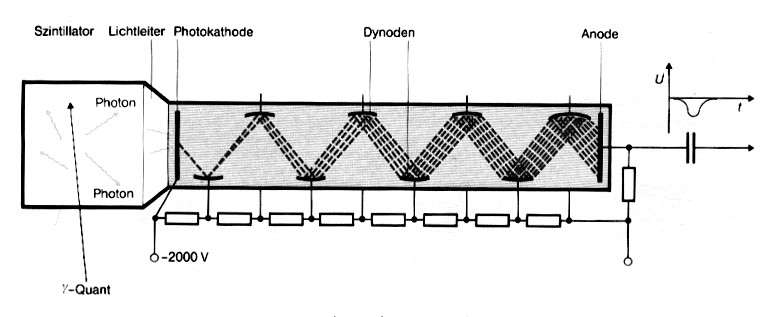 Szintillator Lichtleiter Photokathode Dynoden Anode
U
Photon
t
Photon
-2000 V
γ-Quant